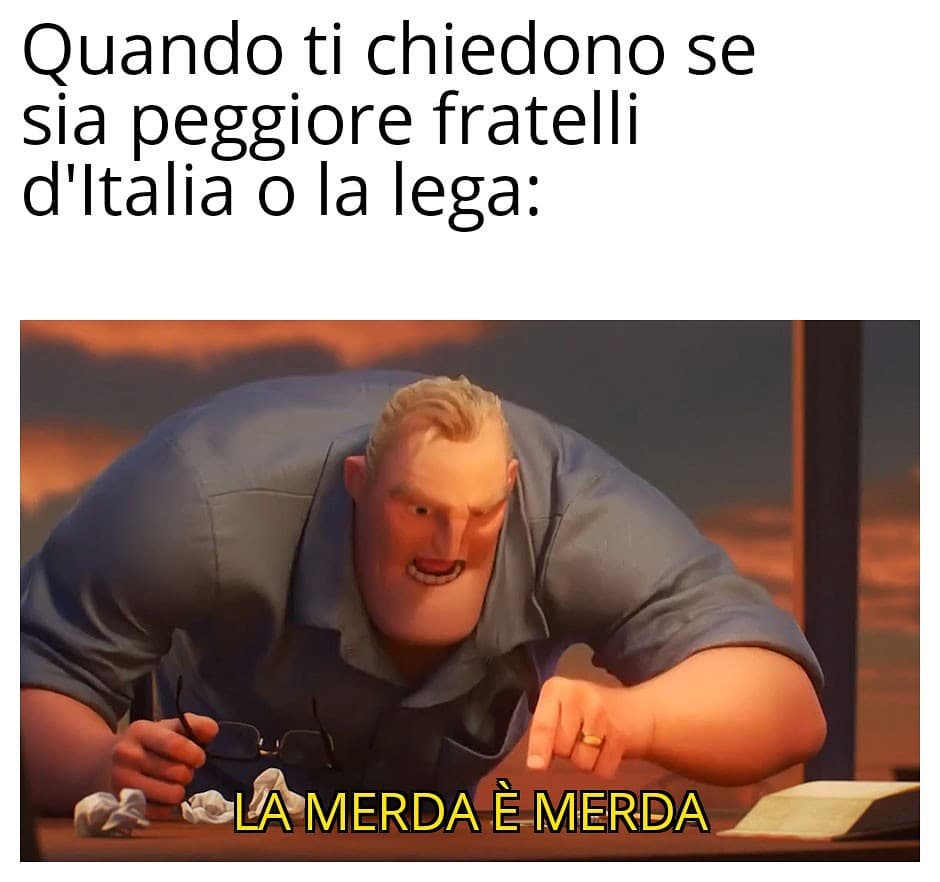 Quando ti chiedono se
sia peggiore fratelli
d'Italia o la lega:
LA MERDA È MERDA